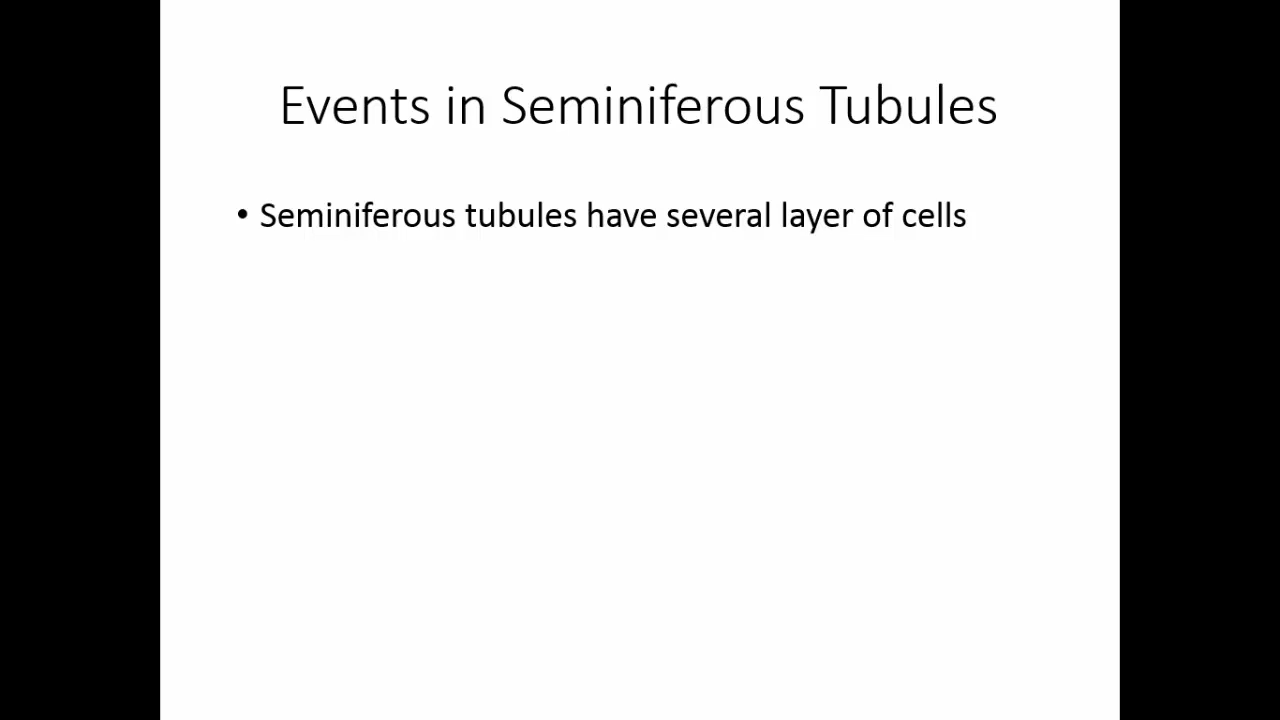 Events in Seminiferous Tubules
• Seminiferous tubules have several layer of cells